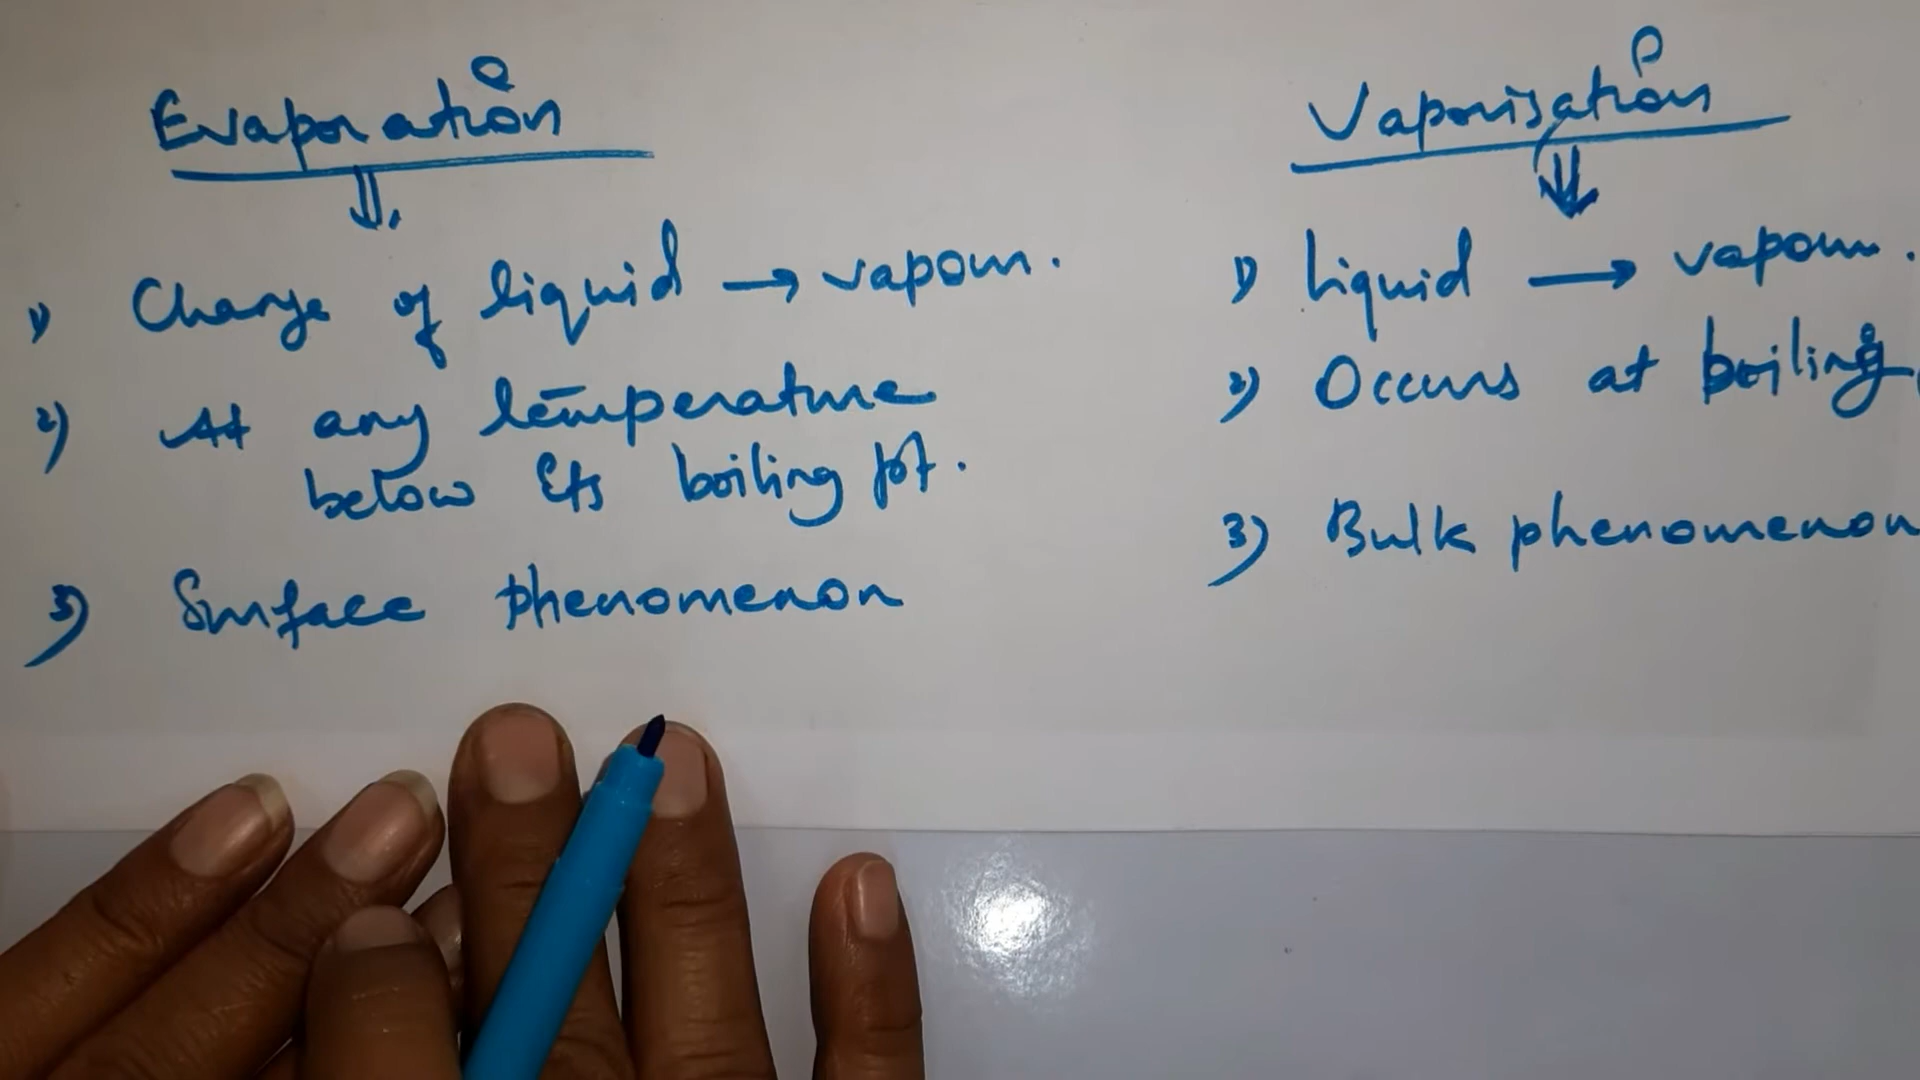 Evaporation
1) Change of liquid → vapour.
2) At any temperature
below its boiling pt.
3) Surface phenomenon
Vaporisation
1) Liquid → vapour.
2) Occurs at boiling
3) Bulk phenomenon